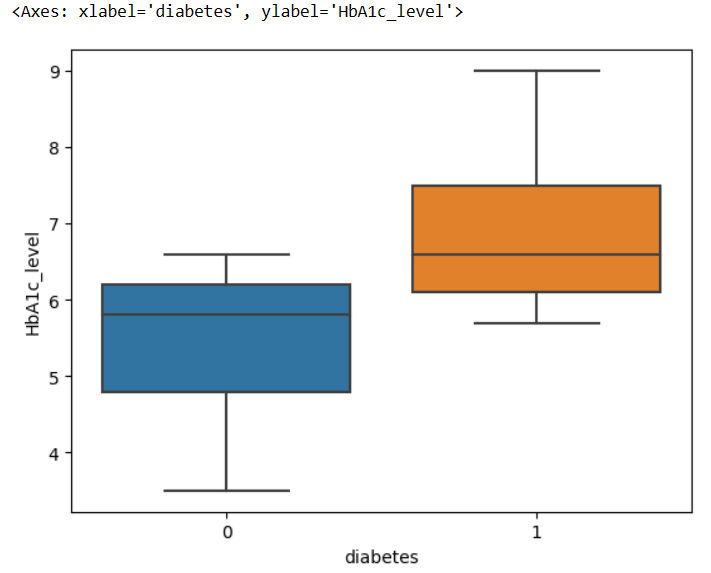 <Axes: xlabel='diabetes', ylabel='HbA1c_level'>
9
8
7
6
5
4
HbA1c_level
0 1
diabetes